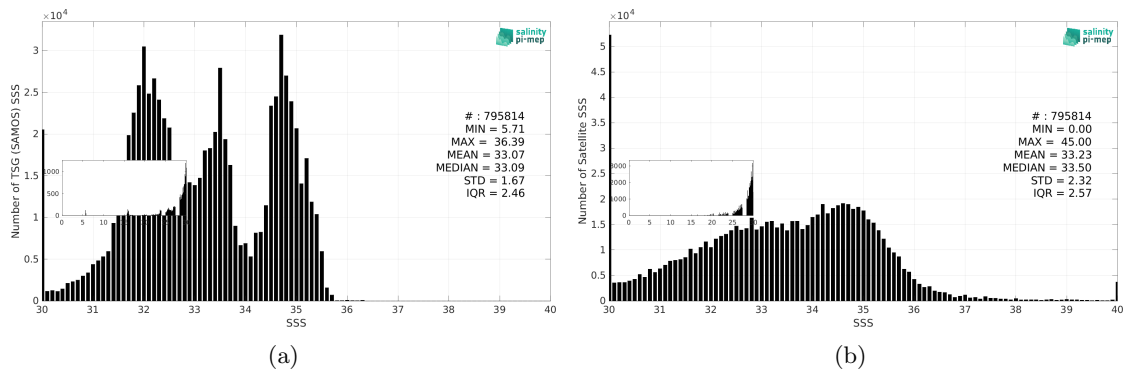 ×10⁴
Number of TSG (SAMOS) SSS
3
2.5
2
1.5
1
0.5
0
30 31 32 33 34 35 36 37 38 39 40
SSS
salinity
pi-mep
# : 795814
MIN = 5.71
MAX = 36.39
MEAN = 33.07
MEDIAN = 33.09
STD = 1.67
IQR = 2.46
1000
500
0
0 5 10
(a)
×10⁴
Number of Satellite SSS
5
4.5
4
3.5
3
2.5
2
1.5
1
0.5
0
30 31 32 33 34 35 36 37 38 39 40
SSS
salinity
pi-mep
# : 795814
MIN = 0.00
MAX = 45.00
MEAN = 33.23
MEDIAN = 33.50
STD = 2.32
IQR = 2.57
3000
2000
1000
0
0 5 10 15 20 25 30
(b)